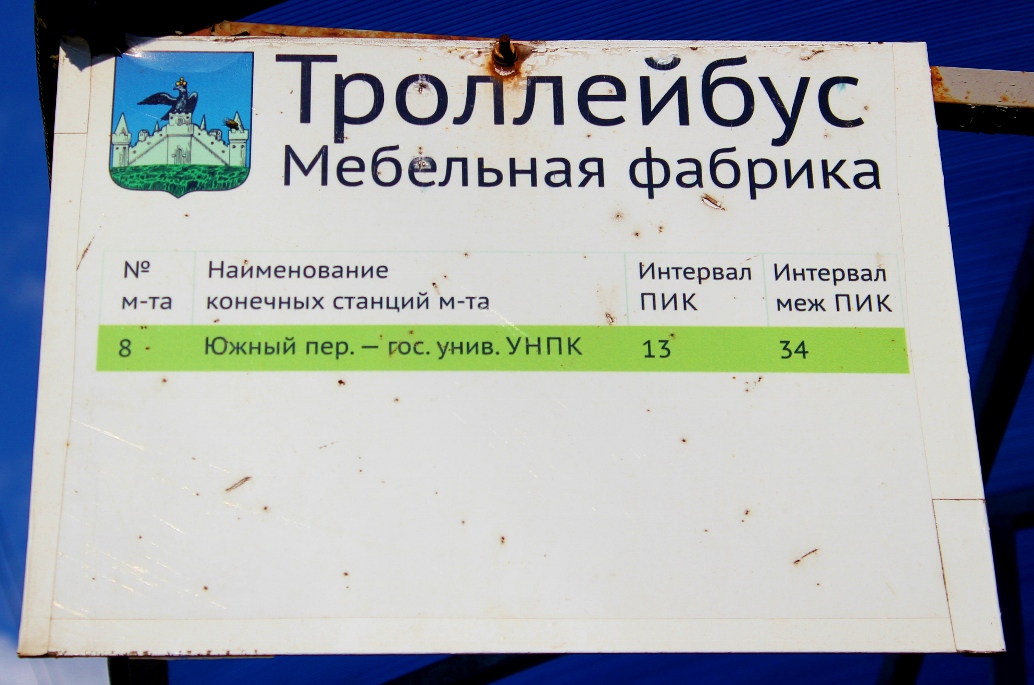 Троллейбус
Мебельная фабрика
№ м-та
Наименование конечных станций м-та
Интервал ПИК
Интервал меж ПИК
8 Южный пер. — гос. унив. УНПК 13 34